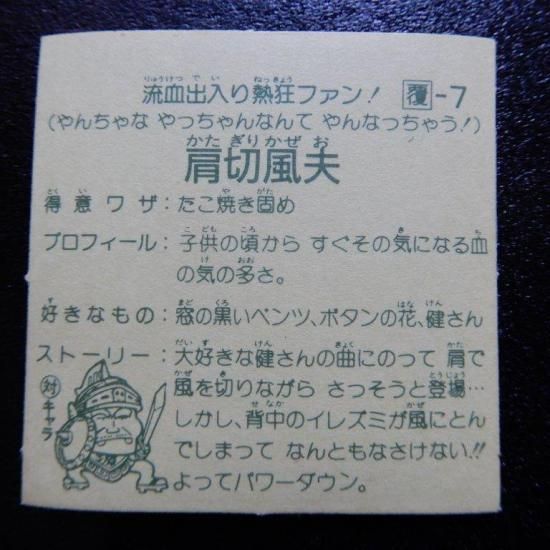 流血出入り熱狂ファン! 覆-7
(やんちゃな やっちゃんなんて やんなっちゃう!)
かた ぎり かぜ お
肩切風夫
得意ワザ:たこ焼き固め
プロフィール:子供の頃から すぐその気になる血
の気の多さ。
好きなもの:窓の黒いベンツ、ボタンの花、健さん
ストーリー:大好きな健さんの曲にのって 肩で
風を切りながら さっそうと登場…
しかし、背中のイレズミが風にとん
でしまって なんともなさけない!!
よってパワーダウン。
対キャラ